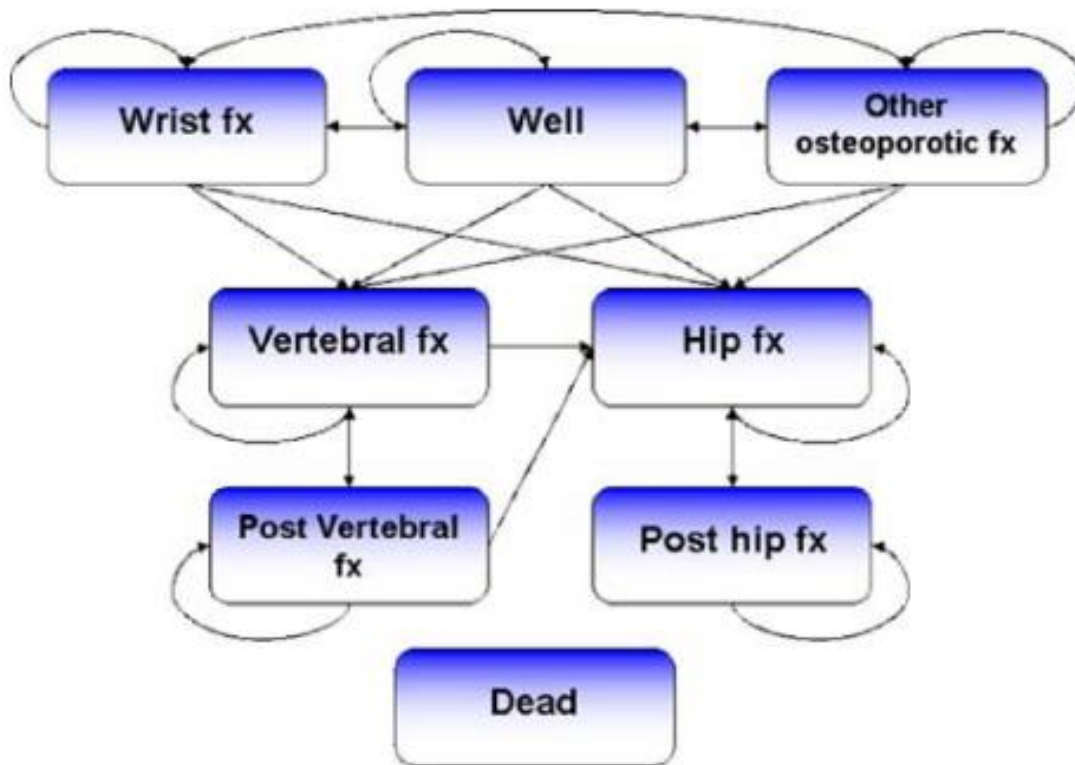 Wrist fx
Well
Other
osteoporotic fx
Vertebral fx
Hip fx
Post Vertebral
fx
Post hip fx
Dead